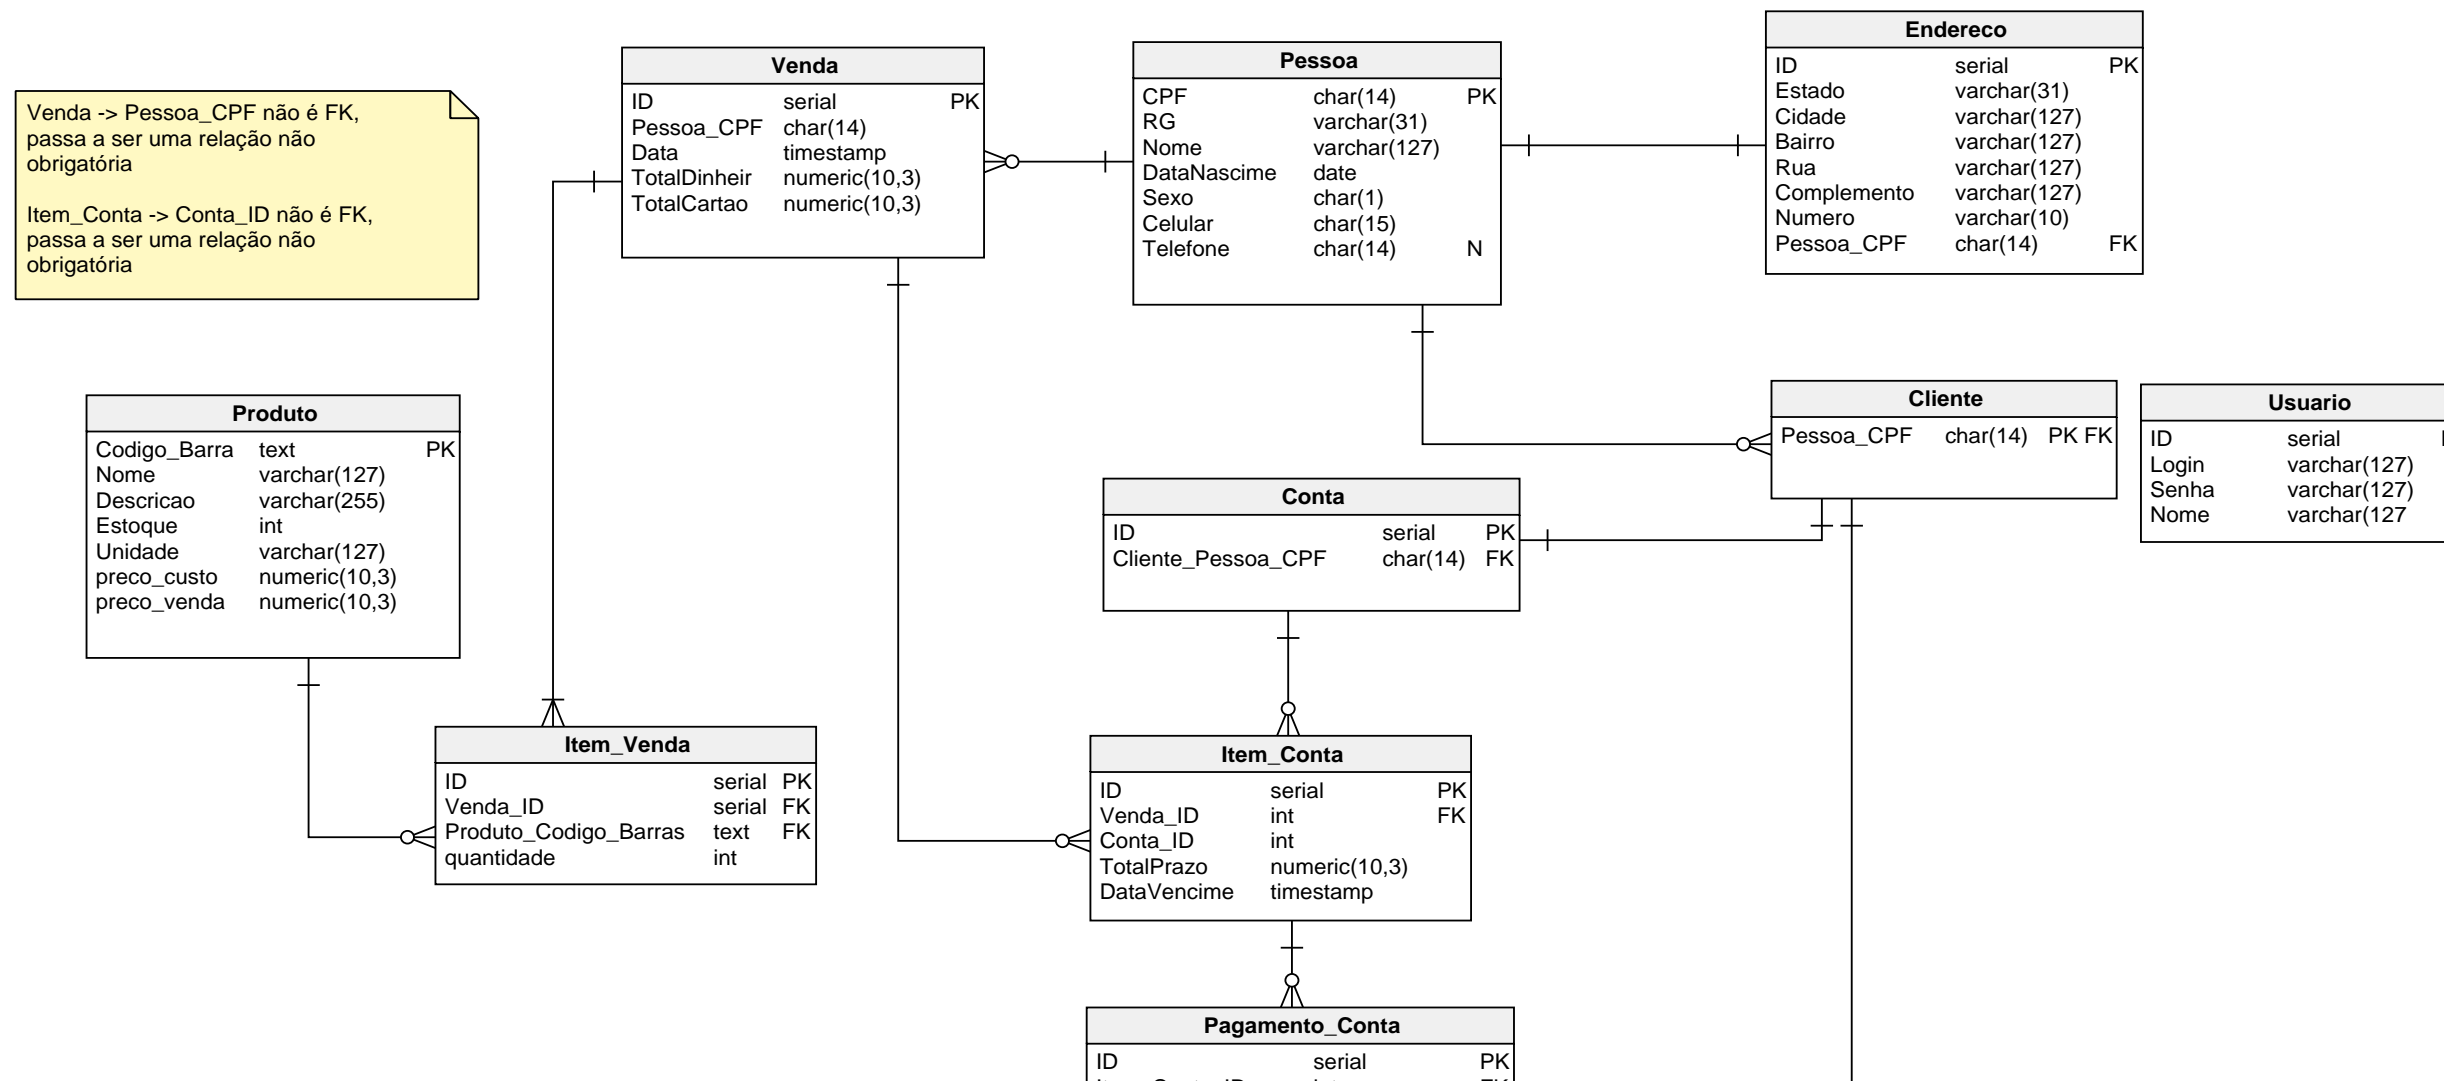 Venda -> Pessoa_CPF não é FK,
passa a ser uma relação não
obrigatória
Item_Conta -> Conta_ID não é FK,
passa a ser uma relação não
obrigatória
Venda
ID serial PK
Pessoa_CPF char(14)
Data timestamp
TotalDinheir numeric(10,3)
TotalCartao numeric(10,3)
Pessoa
CPF char(14) PK
RG varchar(31)
Nome varchar(127)
DataNascime date
Sexo char(1)
Celular char(15)
Telefone char(14) N
Endereco
ID serial PK
Estado varchar(31)
Cidade varchar(127)
Bairro varchar(127)
Rua varchar(127)
Complemento varchar(127)
Numero varchar(10)
Pessoa_CPF char(14) FK
Produto
Codigo_Barra text PK
Nome varchar(127)
Descricao varchar(255)
Estoque int
Unidade varchar(127)
preco_custo numeric(10,3)
preco_venda numeric(10,3)
Cliente
Pessoa_CPF char(14) PK FK
Usuario
ID serial
Login varchar(127)
Senha varchar(127)
Nome varchar(127
Conta
ID serial PK
Cliente_Pessoa_CPF char(14) FK
Item_Venda
ID serial PK
Venda_ID serial FK
Produto_Codigo_Barras text FK
quantidade int
Item_Conta
ID serial PK
Venda_ID int FK
Conta_ID int
TotalPrazo numeric(10,3)
DataVencime timestamp
Pagamento_Conta
ID serial PK